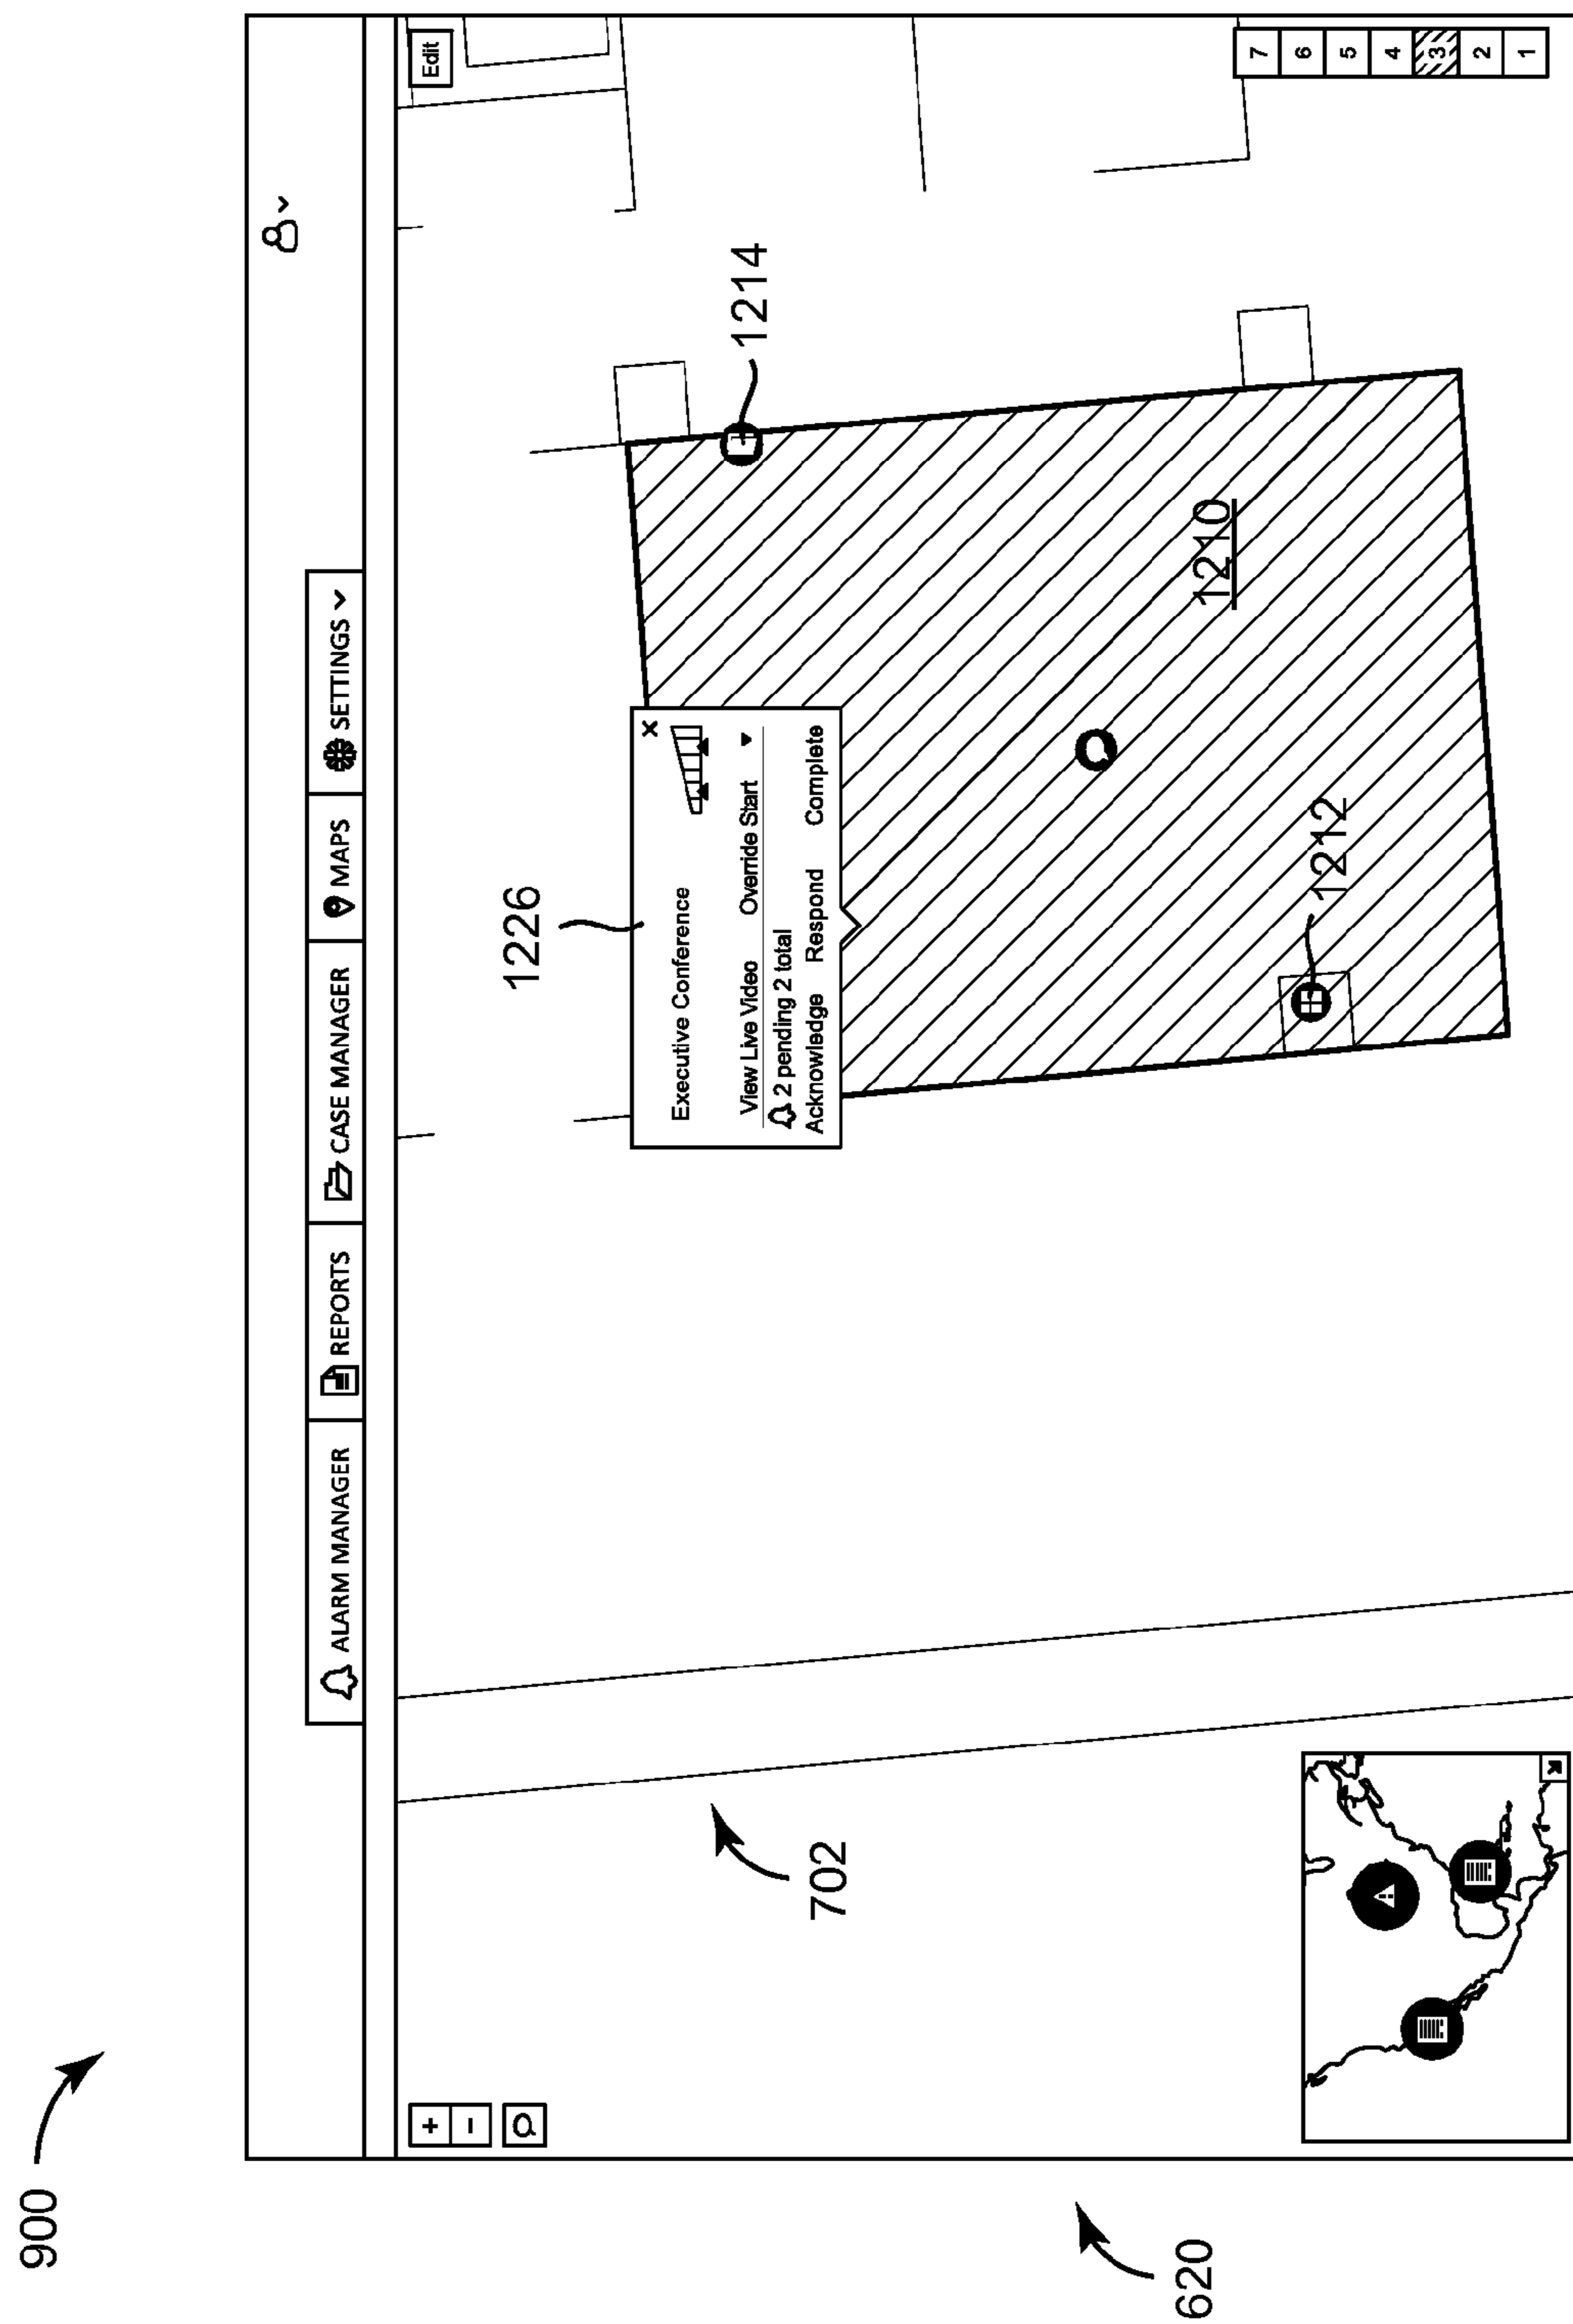 900
ALARM MANAGER
REPORTS
CASE MANAGER
MAPS
SETTINGS
+
-
Edit
1226
Executive Conference
x
View Live Video Override Start
2 pending 2 total
Acknowledge Respond Complete
1214
702
1210
1212
620
7
6
5
4
3
2
1